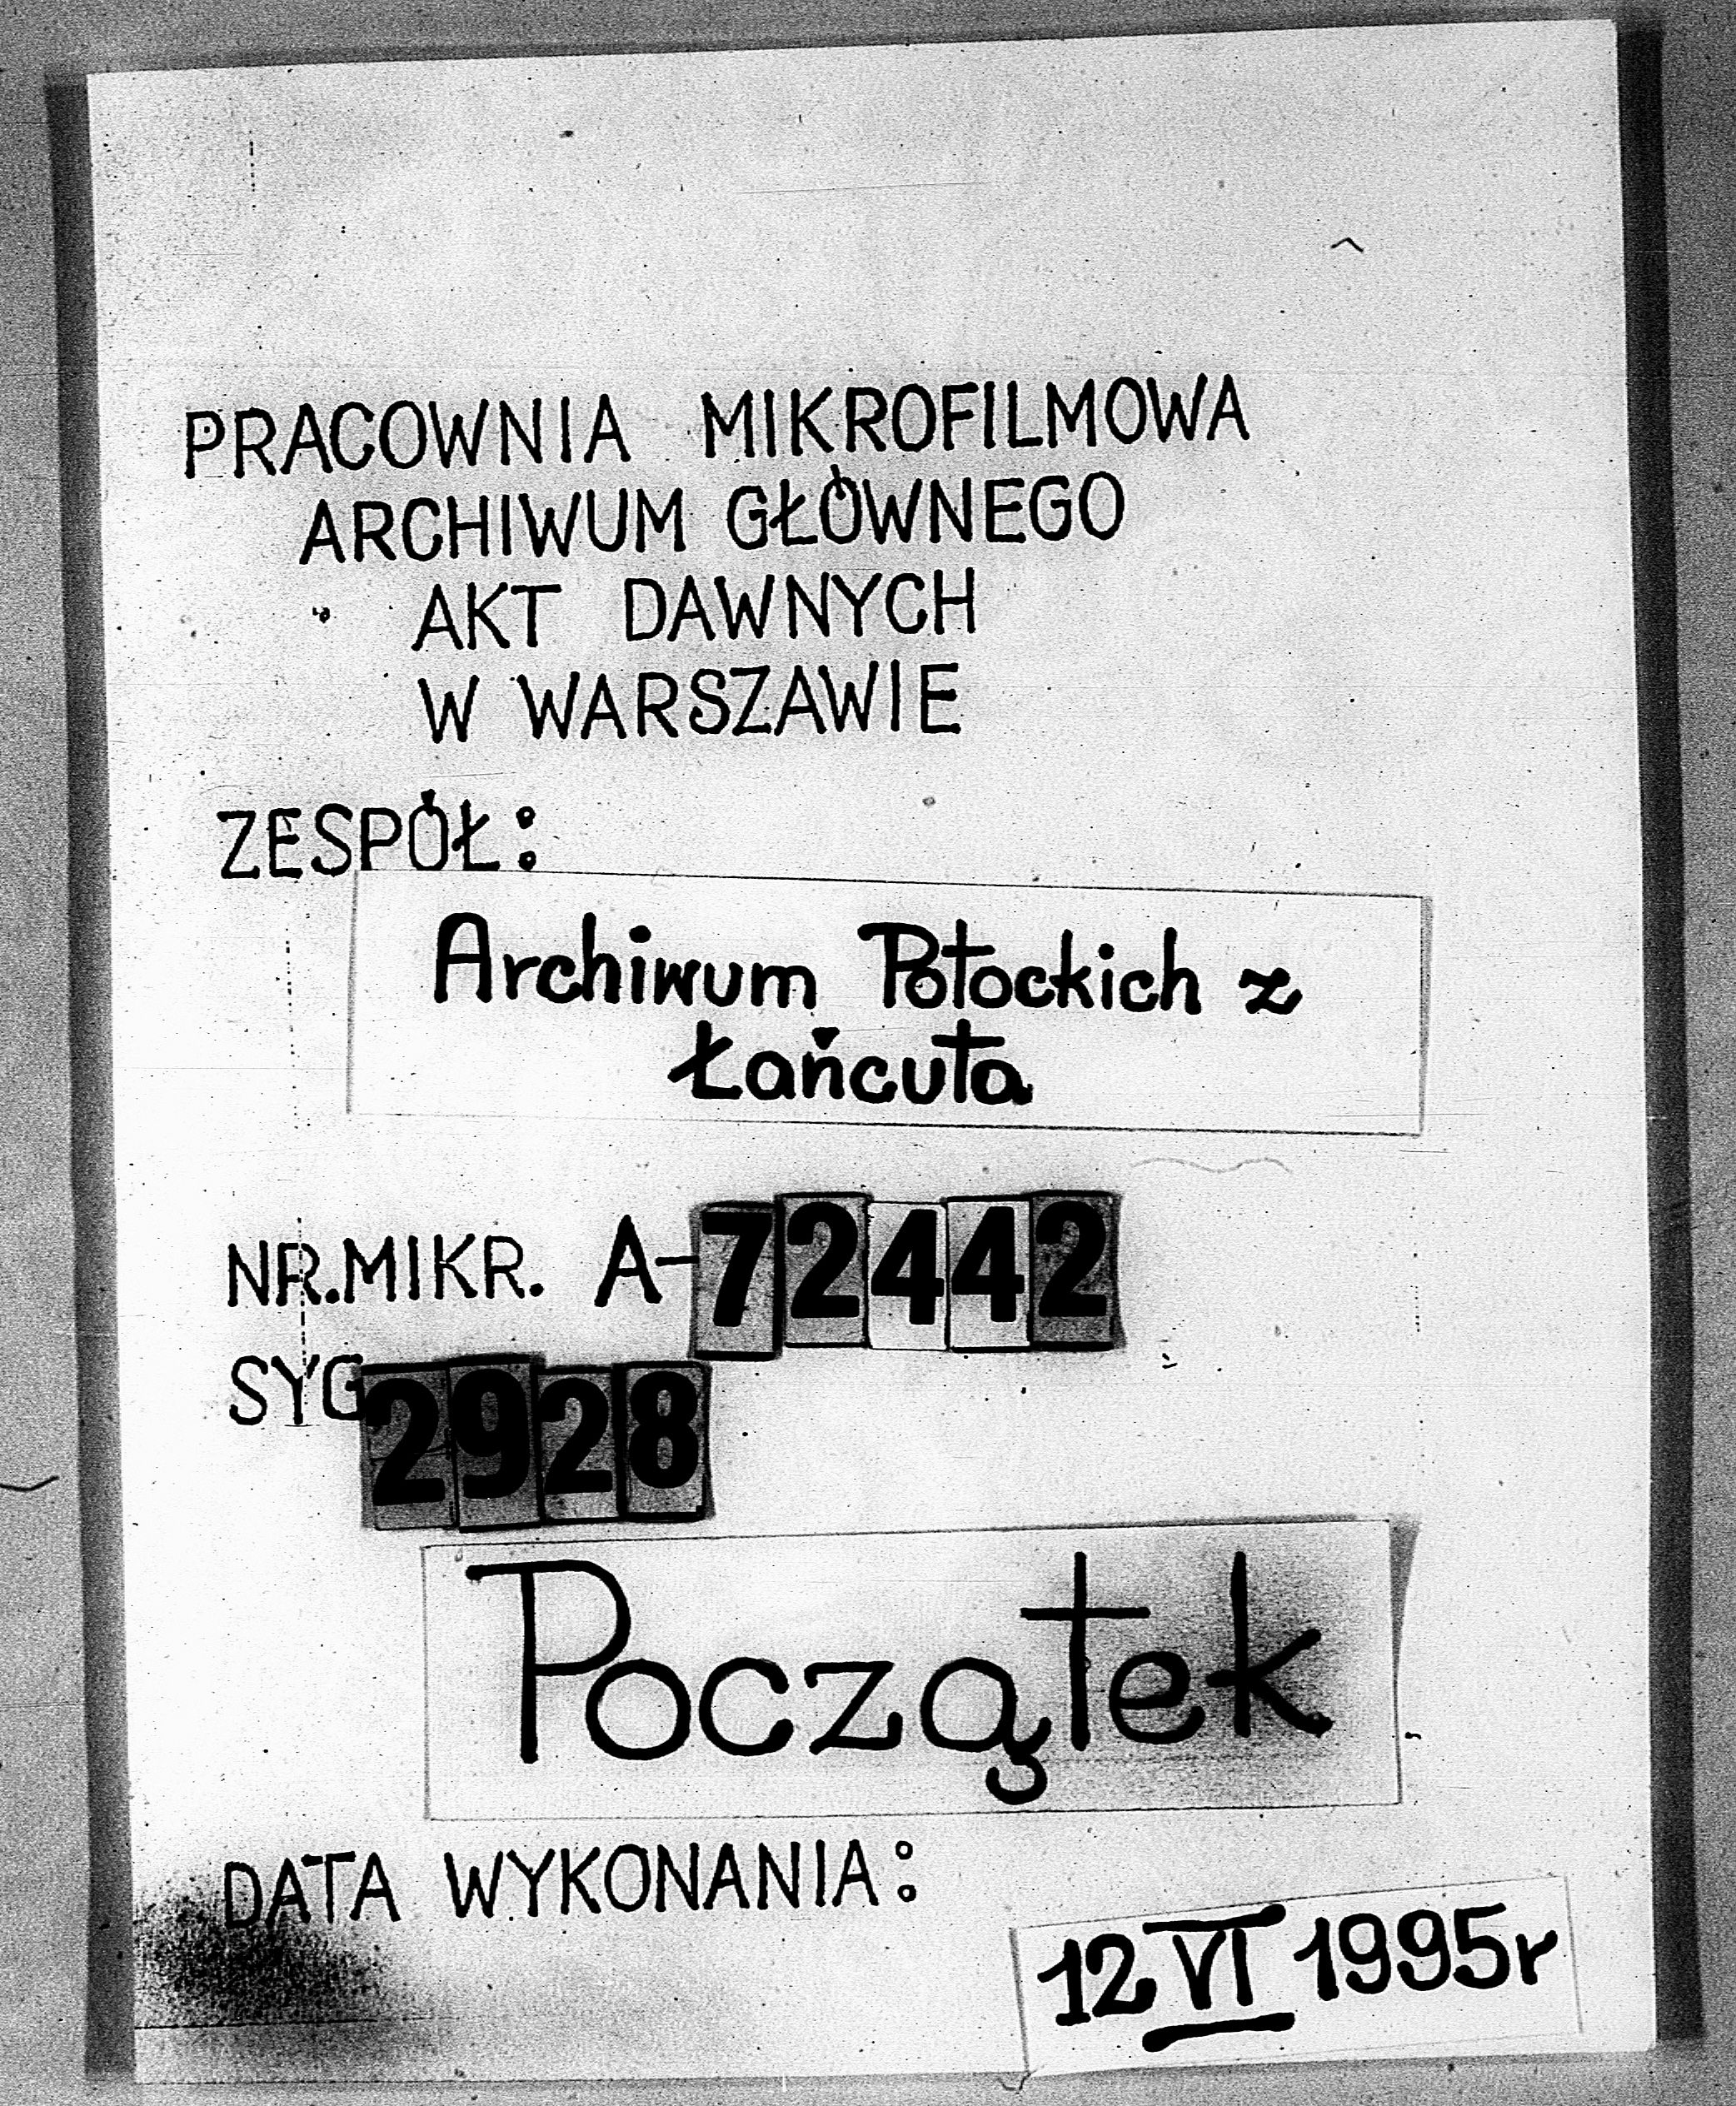 PRACOWNIA MIKROFILMOWA
ARCHIWUM GŁÓWNEGO
AKT DAWNYCH
W WARSZAWIE
ZESPÓŁ:
Archiwum Potockich z
Łańcuta
NR.MIKR. A-72442
SYG 2928
Początek
DATA WYKONANIA:
12 VI 1995r